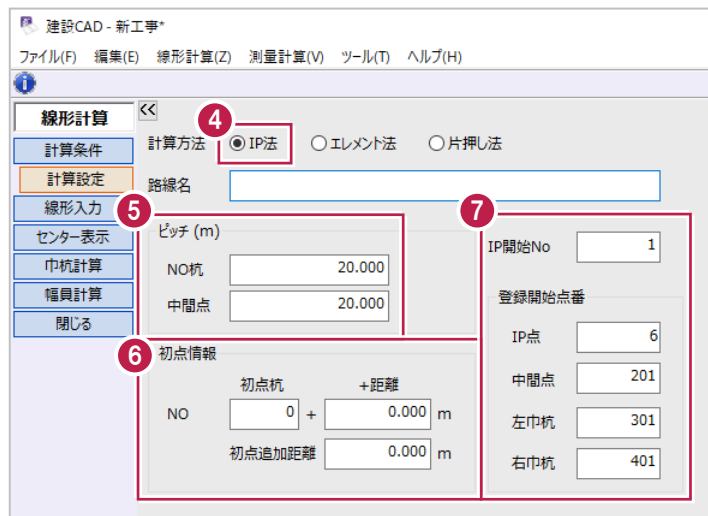 建設CAD - 新工事*
ファイル(F) 編集(E) 線形計算(Z) 測量計算(V) ツール(T) ヘルプ(H)
線形計算
計算条件
計算設定
線形入力
センター表示
巾杭計算
幅員計算
閉じる
<<
4
計算方法 IP法 エレメント法 片押し法
路線名
5
ピッチ (m)
NO杭 20.000
中間点 20.000
6
初点情報
初点杭 +距離
NO 0 + 0.000 m
初点追加距離 0.000 m
7
IP開始No 1
登録開始点番
IP点 6
中間点 201
左巾杭 301
右巾杭 401